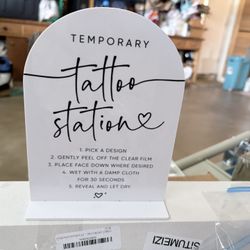 TEMPORARY
tattoo
station
1. PICK A DESIGN
2. GENTLY PEEL OFF THE CLEAR FILM
3. PLACE FACE DOWN WHERE DESIRED
4. WET WITH A DAMP CLOTH
FOR 30 SECONDS
5. REVEAL AND LET DRY.
SITUMEIZI